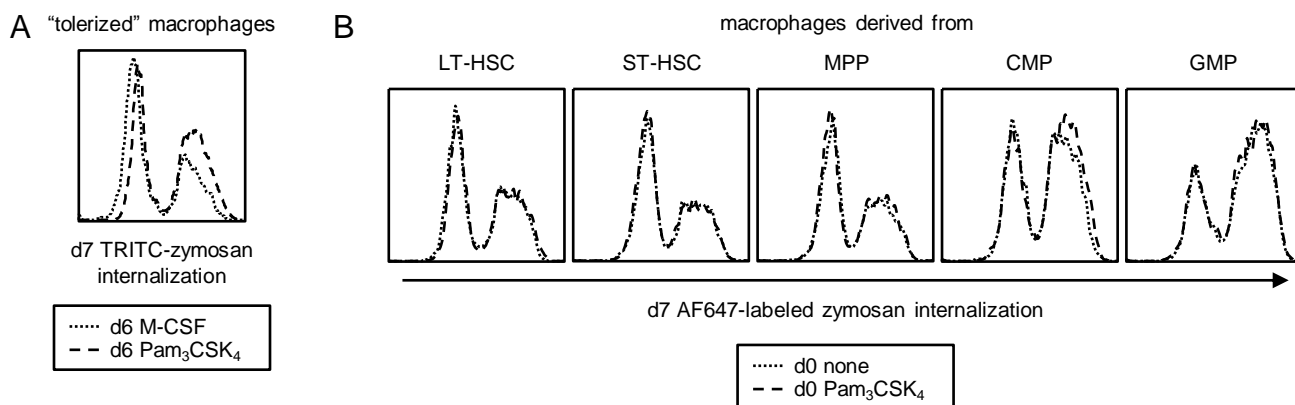 A
“tolerized” macrophages
d7 TRITC-zymosan
internalization
d6 M-CSF
d6 Pam₃CSK₄
B
macrophages derived from
LT-HSC
ST-HSC
MPP
CMP
GMP
d7 AF647-labeled zymosan internalization
d0 none
d0 Pam₃CSK₄